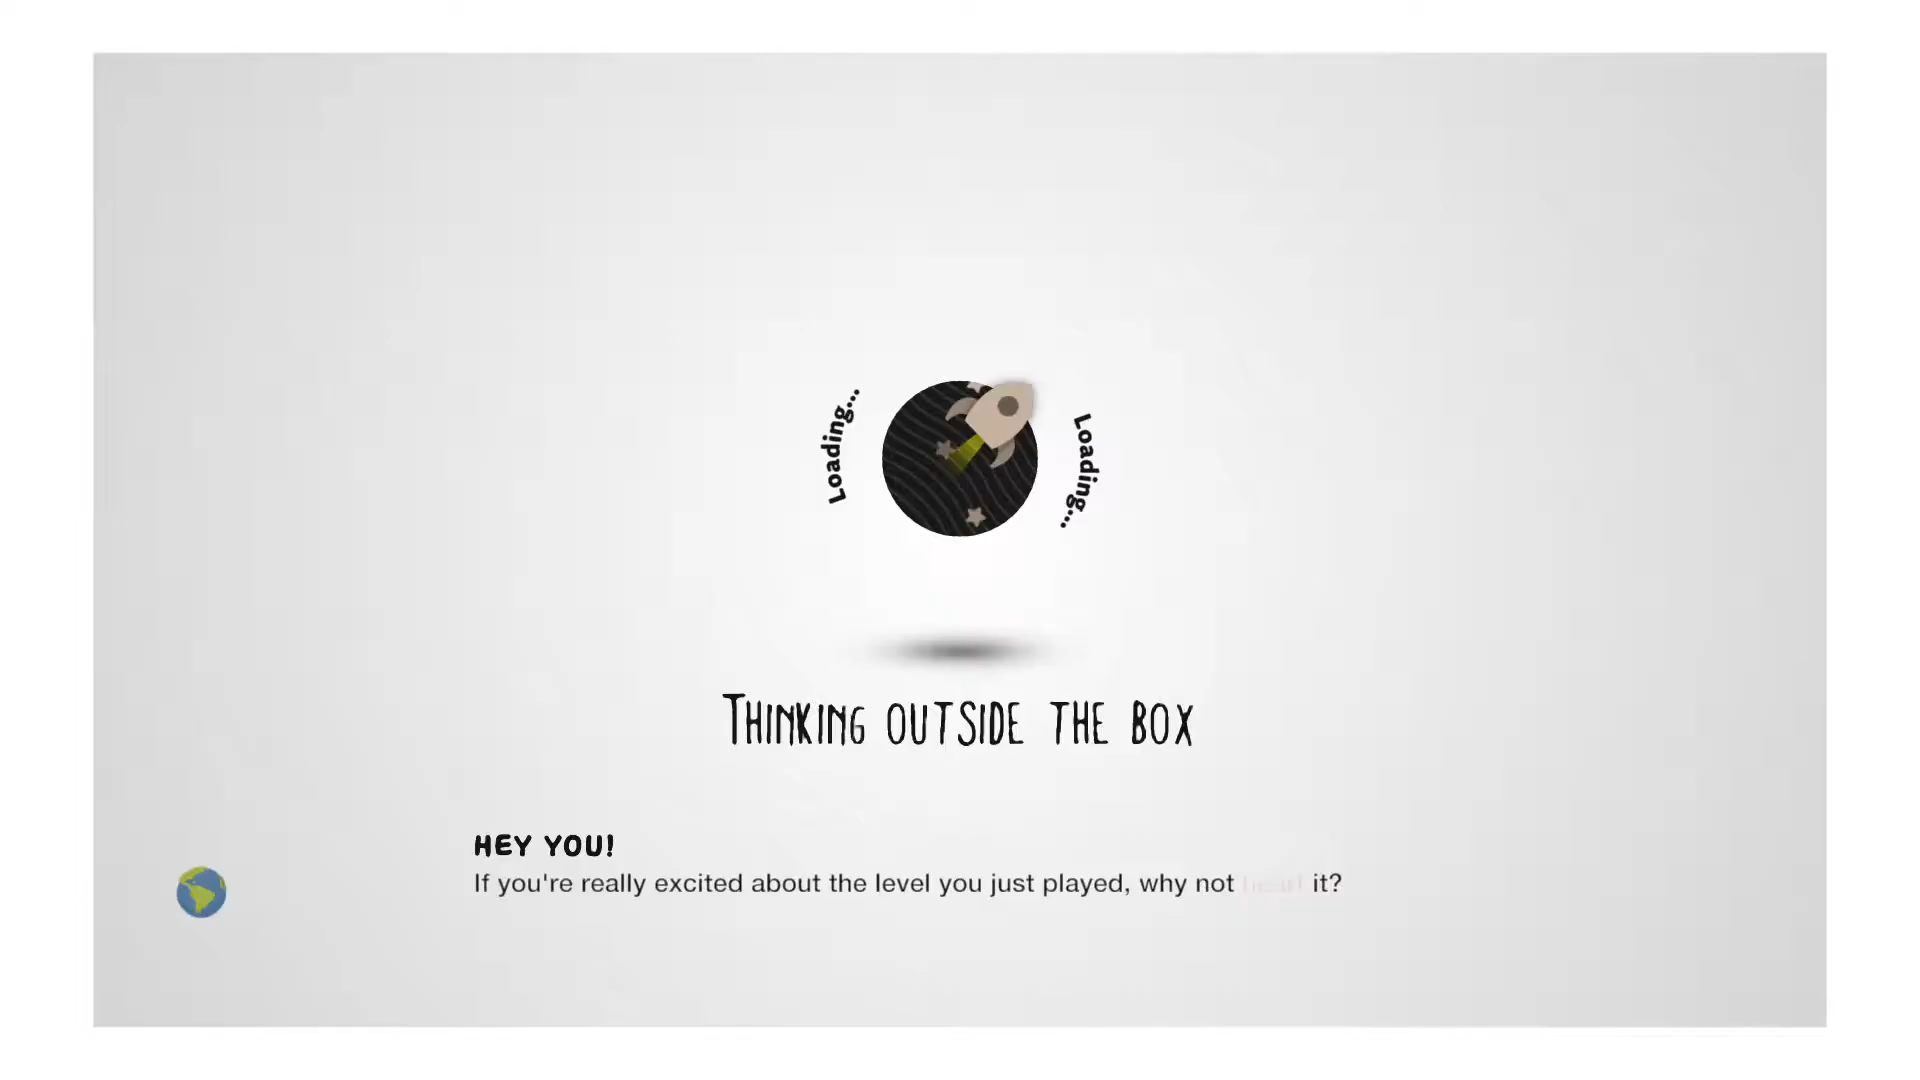 Loading...
Loading...
THINKING OUTSIDE THE BOX
HEY YOU!
If you're really excited about the level you just played, why not heart it?